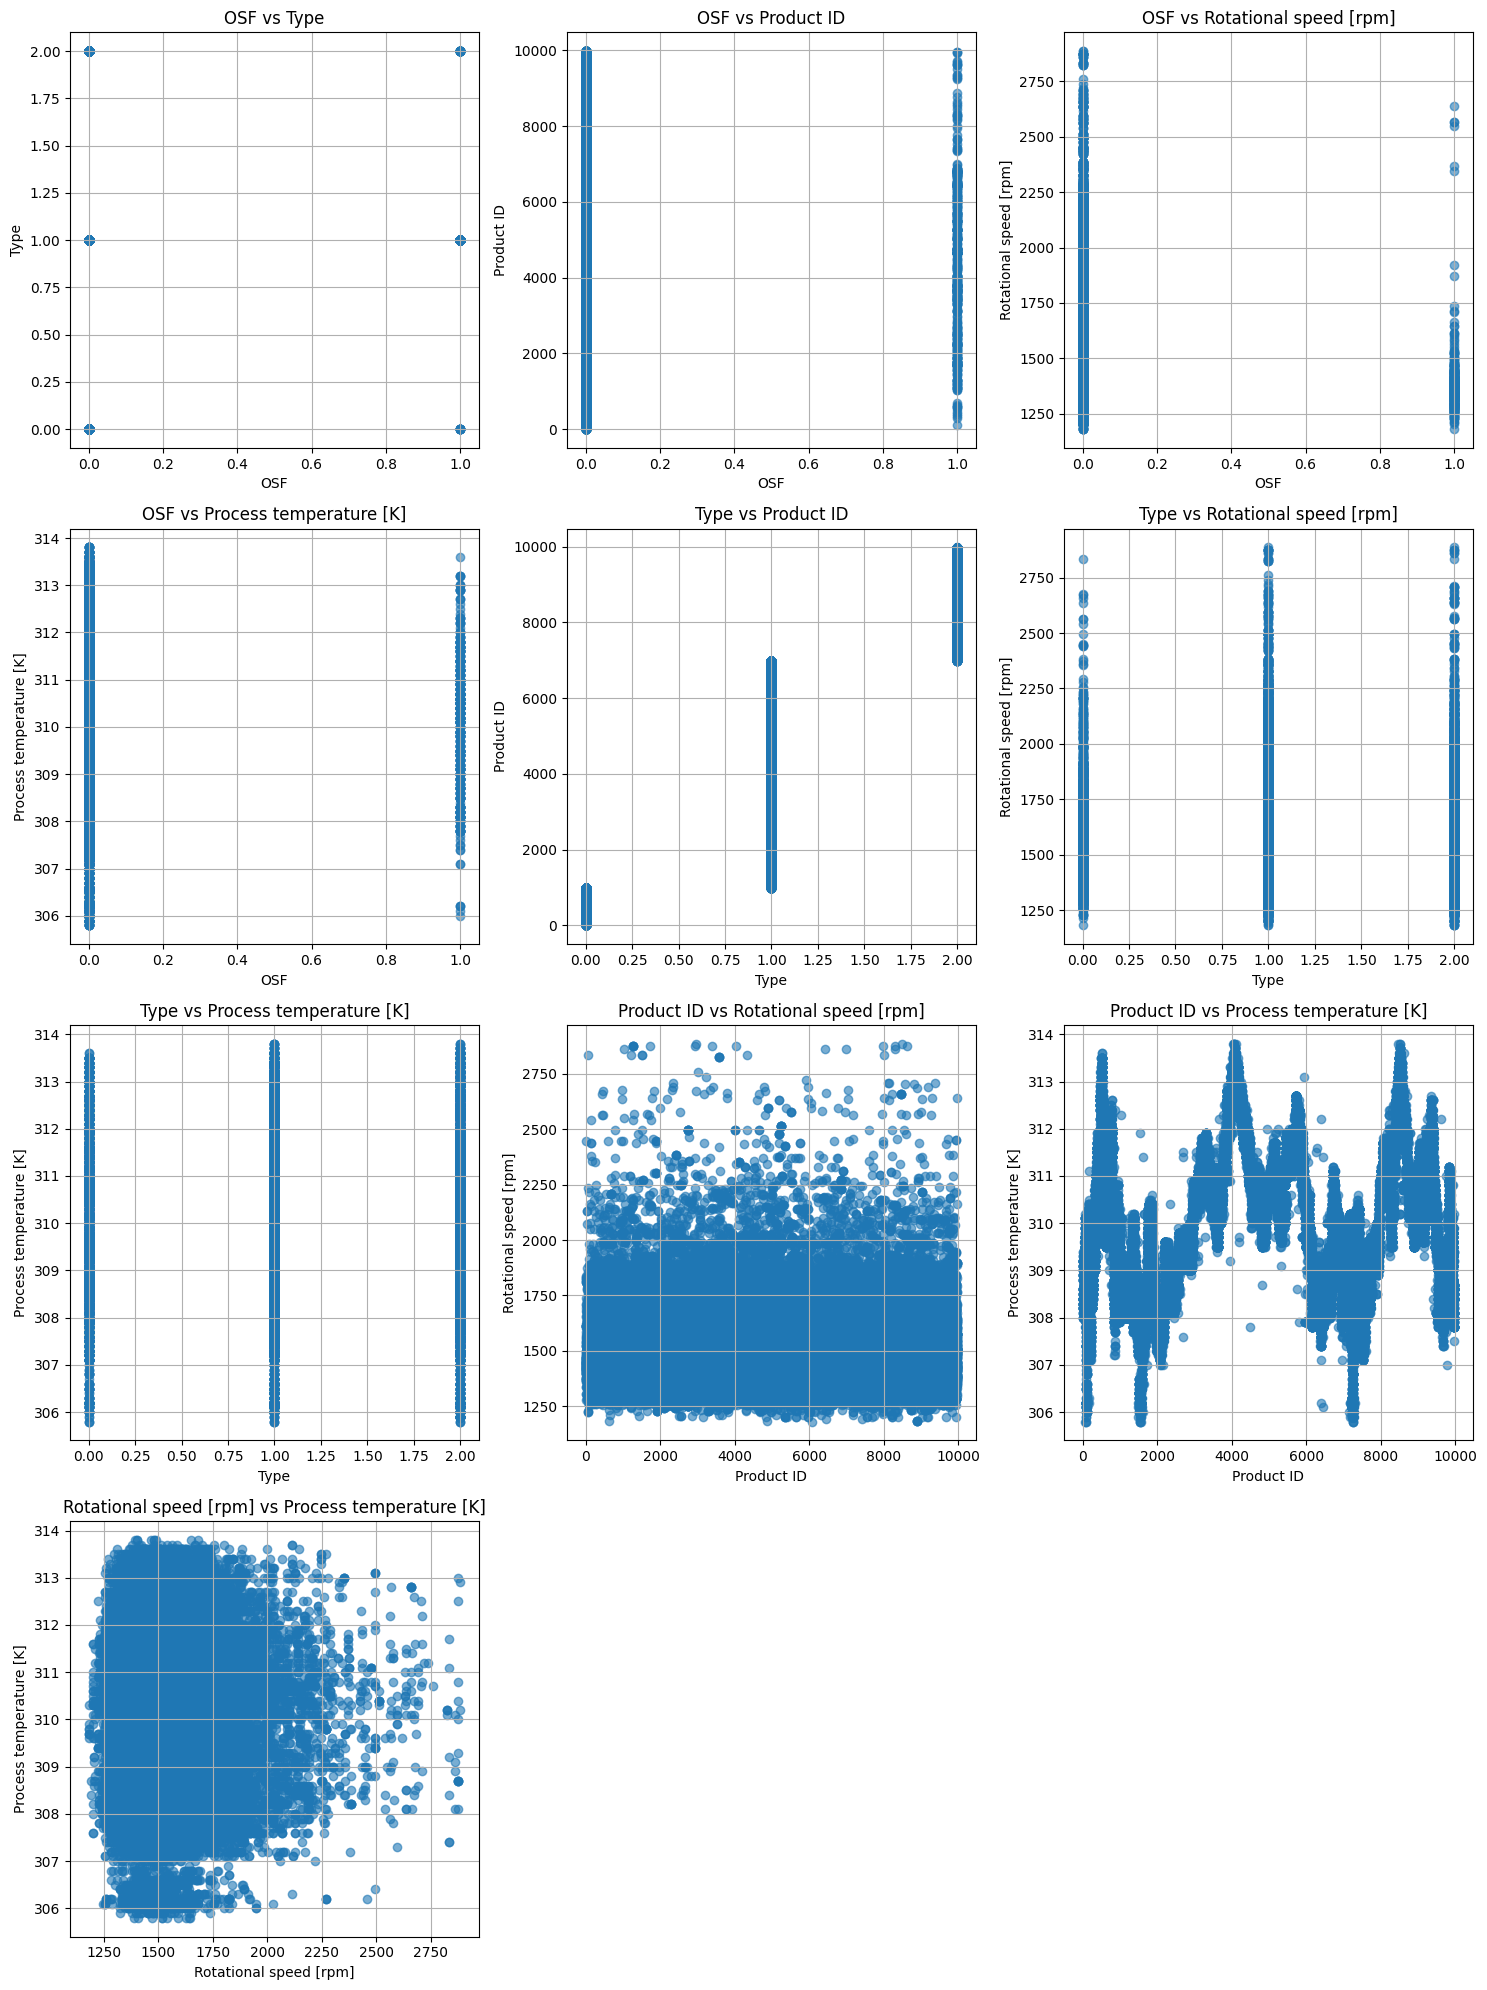 OSF vs Type
2.00
1.75
1.50
1.25
1.00
0.75
0.50
0.25
0.00
Type
0.0 0.2 0.4 0.6 0.8 1.0
OSF
OSF vs Product ID
10000
8000
6000
4000
2000
0
Product ID
0.0 0.2 0.4 0.6 0.8 1.0
OSF
OSF vs Rotational speed [rpm]
2750
2500
2250
2000
1750
1500
1250
Rotational speed [rpm]
0.0 0.2 0.4 0.6 0.8 1.0
OSF
OSF vs Process temperature [K]
314
313
312
311
310
309
308
307
306
Process temperature [K]
0.0 0.2 0.4 0.6 0.8 1.0
OSF
Type vs Product ID
10000
8000
6000
4000
2000
0
Product ID
0.00 0.25 0.50 0.75 1.00 1.25 1.50 1.75 2.00
Type
Type vs Rotational speed [rpm]
2750
2500
2250
2000
1750
1500
1250
Rotational speed [rpm]
0.00 0.25 0.50 0.75 1.00 1.25 1.50 1.75 2.00
Type
Type vs Process temperature [K]
314
313
312
311
310
309
308
307
306
Process temperature [K]
0.00 0.25 0.50 0.75 1.00 1.25 1.50 1.75 2.00
Type
Product ID vs Rotational speed [rpm]
2750
2500
2250
2000
1750
1500
1250
Rotational speed [rpm]
0 2000 4000 6000 8000 10000
Product ID
Product ID vs Process temperature [K]
314
313
312
311
310
309
308
307
306
Process temperature [K]
0 2000 4000 6000 8000 10000
Product ID
Rotational speed [rpm] vs Process temperature [K]
314
313
312
311
310
309
308
307
306
Process temperature [K]
1250 1500 1750 2000 2250 2500 2750
Rotational speed [rpm]